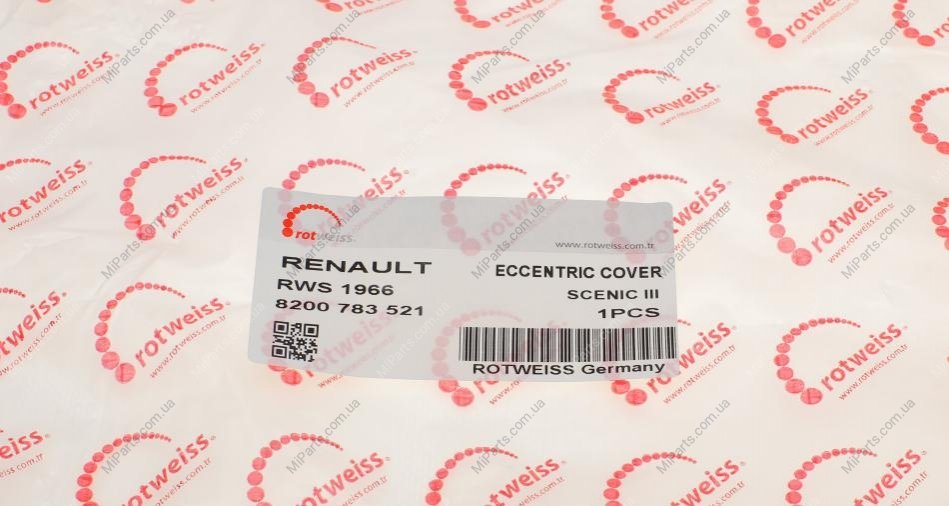 rotweiss.
www.rotweiss.com.tr
RENAULT
ECCENTRIC COVER
RWS 1966
SCENIC III
8200 783 521
1PCS
ROTWEISS Germany
rotweiss
www.rotweiss.com.tr
MiParts.com.ua